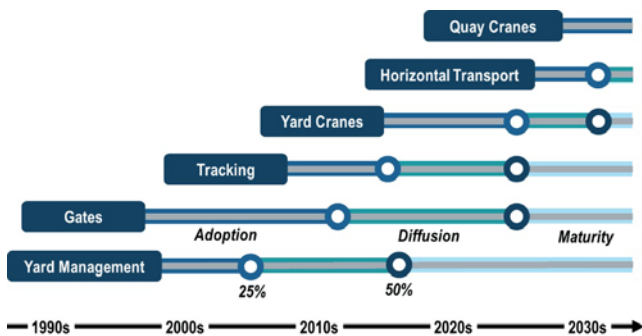 Quay Cranes
Horizontal Transport
Yard Cranes
Tracking
Gates
Adoption
Diffusion
Maturity
Yard Management
25%
50%
1990s
2000s
2010s
2020s
2030s